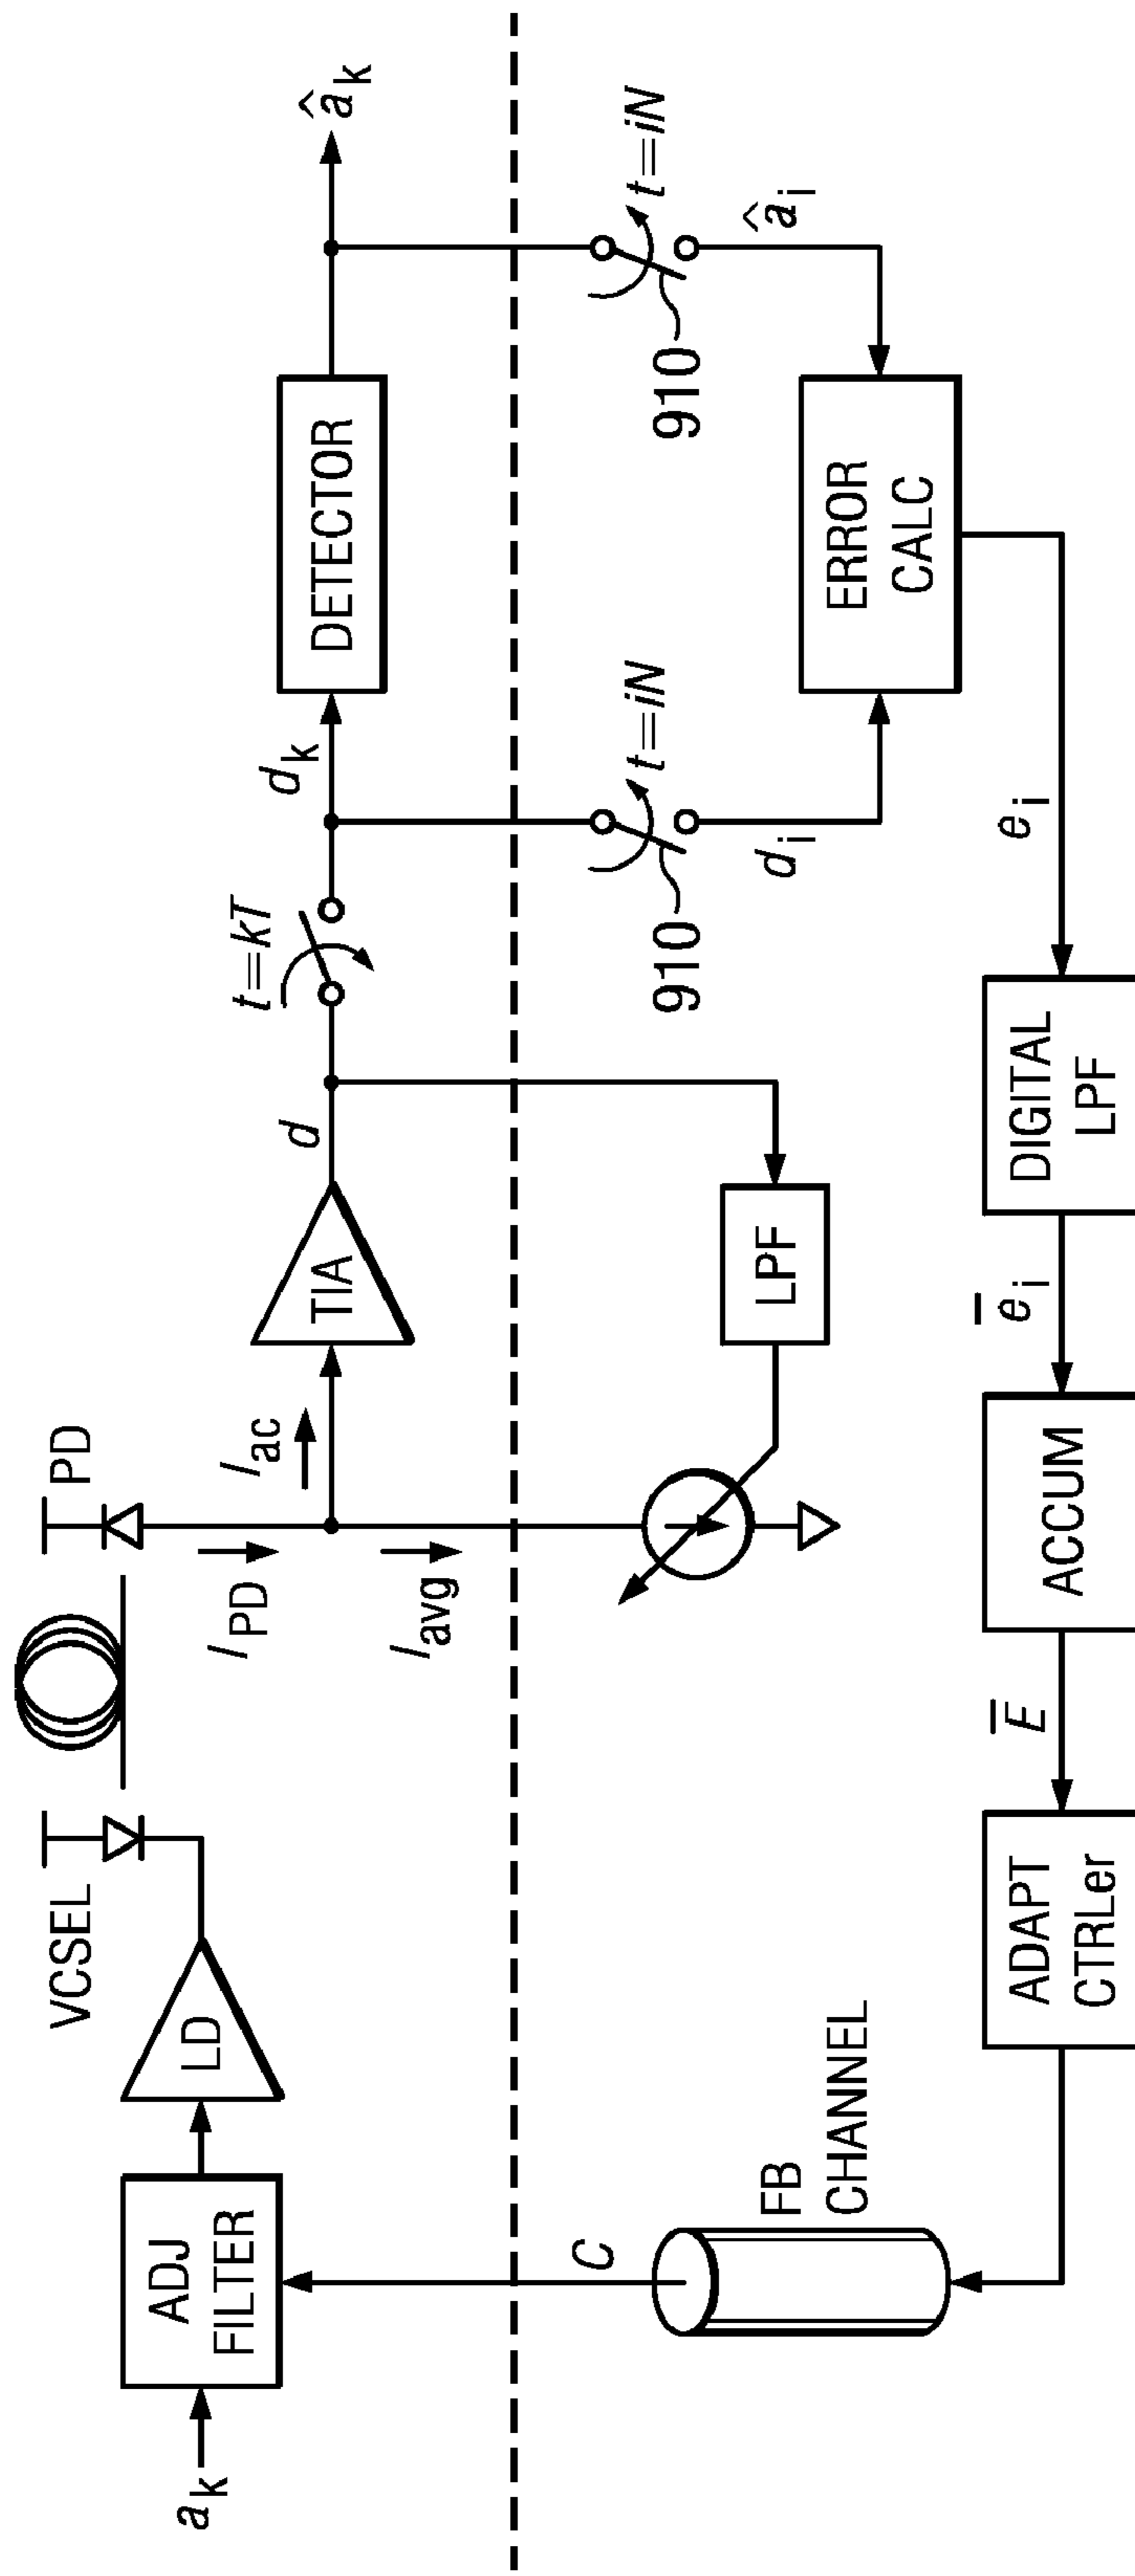 a_k
ADJ
FILTER
LD
VCSEL
PD
I_PD
I_ac
I_avg
TIA
d
t=kT
d_k
DETECTOR
â_k
LPF
910
t=iN
d_i
910
t=iN
â_i
ERROR
CALC
e_i
DIGITAL
LPF
e̅_i
ACCUM
E̅
ADAPT
CTRLer
FB
CHANNEL
C